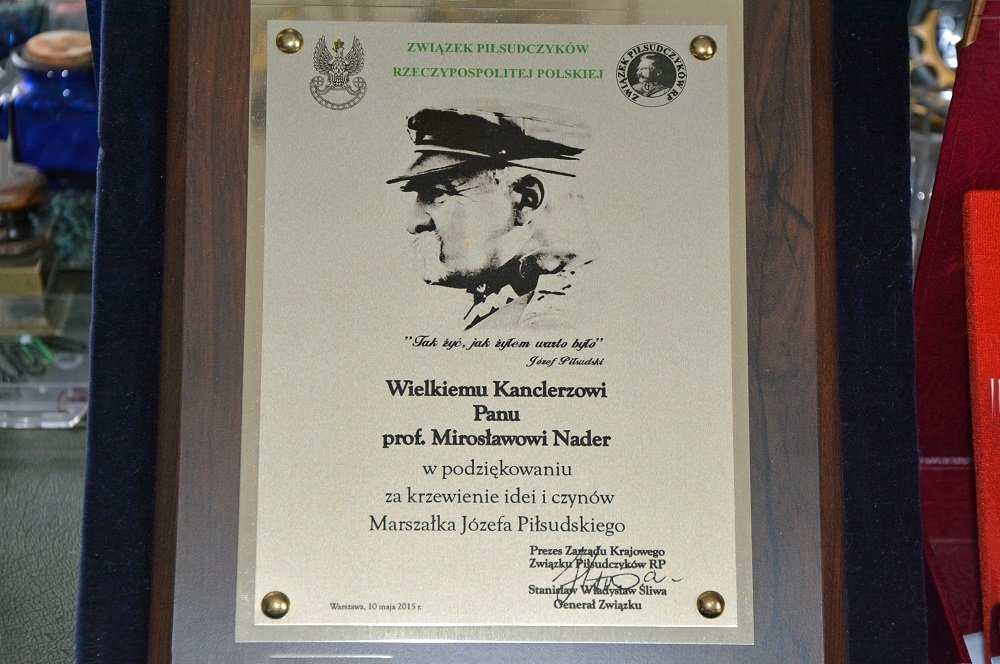 ZWIĄZEK PIŁSUDCZYKÓW
RZECZYPOSPOLITEJ POLSKIEJ
ZWIĄZEK PIŁSUDCZYKÓW RP
"Tak żyć, jak żyłem warto było"
Józef Piłsudski
Wielkiemu Kanclerzowi
Panu
prof. Mirosławowi Nader
w podziękowaniu
za krzewienie idei i czynów
Marszałka Józefa Piłsudskiego
Prezes Zarządu Krajowego
Związku Piłsudczyków RP
Stanisław Władysław Śliwa
Generał Związku
Warszawa, 10 maja 2015 r.